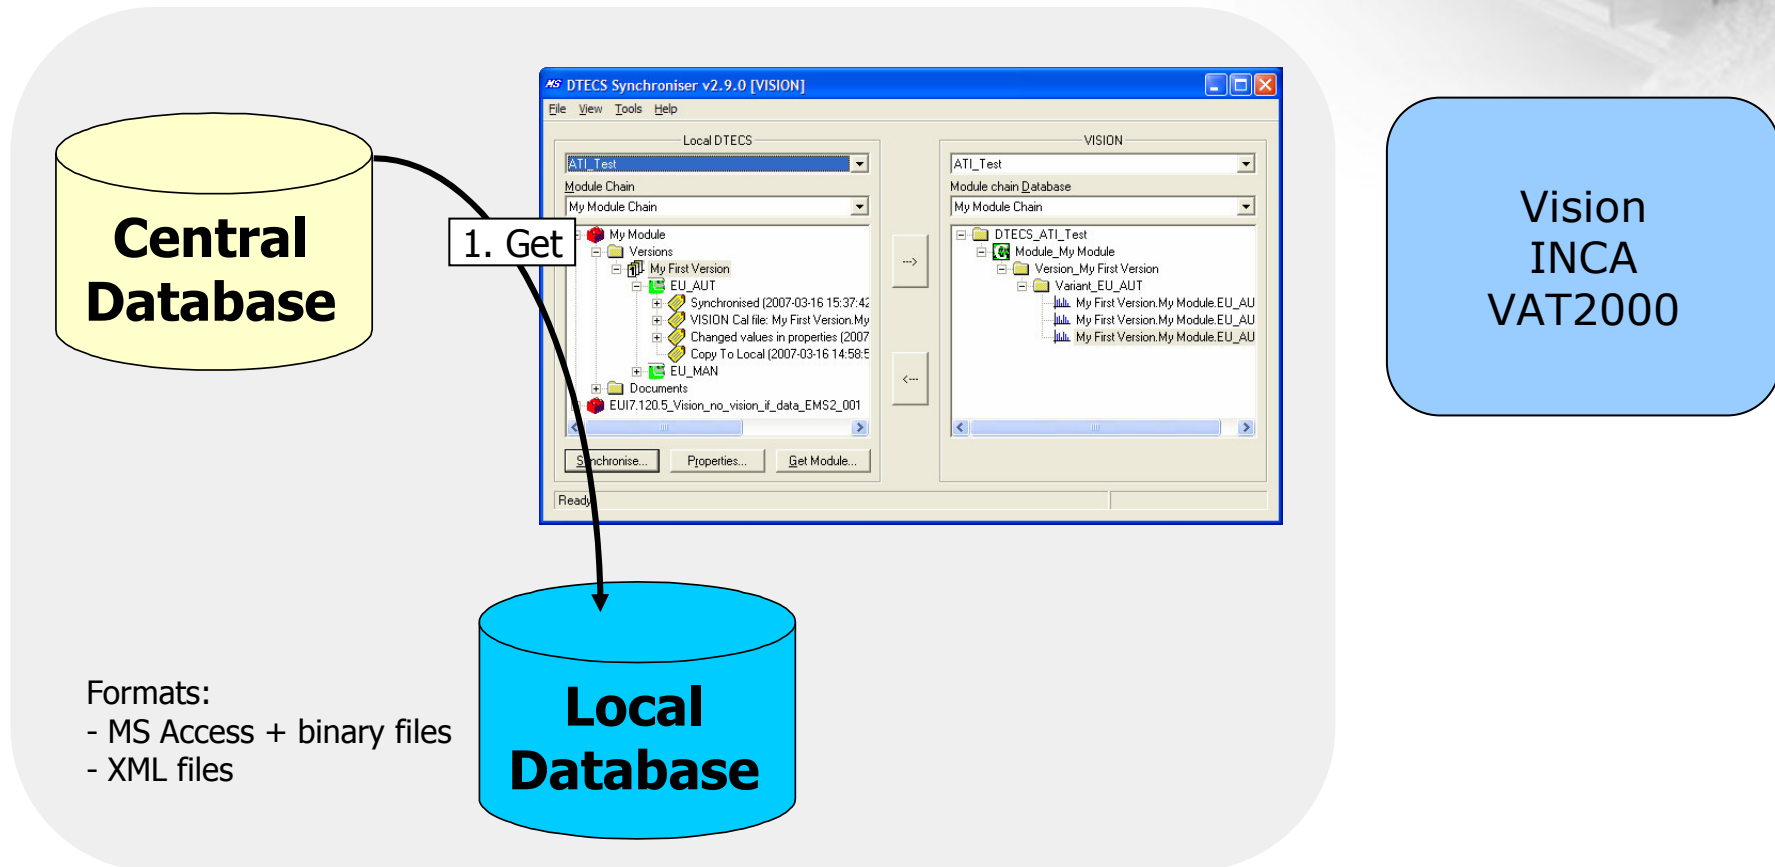 MS DTECS Synchroniser v2.9.0 [VISION]
File View Tools Help
Local DTECS
ATI_Test
Module Chain
My Module Chain
My Module
Versions
My First Version
EU_AUT
Synchronised (2007-03-16 15:37:42
VISION Cal file: My First Version.My
Changed values in properties (2007
Copy To Local (2007-03-16 14:58:5
EU_MAN
Documents
EUI7.120.5_Vision_no_vision_if_data_EMS2_001
Synchronise... Properties... Get Module...
Ready
--->
<---
VISION
ATI_Test
Module chain Database
My Module Chain
DTECS_ATI_Test
Module_My Module
Version_My First Version
Variant_EU_AUT
My First Version.My Module.EU_AU
My First Version.My Module.EU_AU
My First Version.My Module.EU_AU
Central
Database
1. Get
Vision
INCA
VAT2000
Formats:
- MS Access + binary files
- XML files
Local
Database